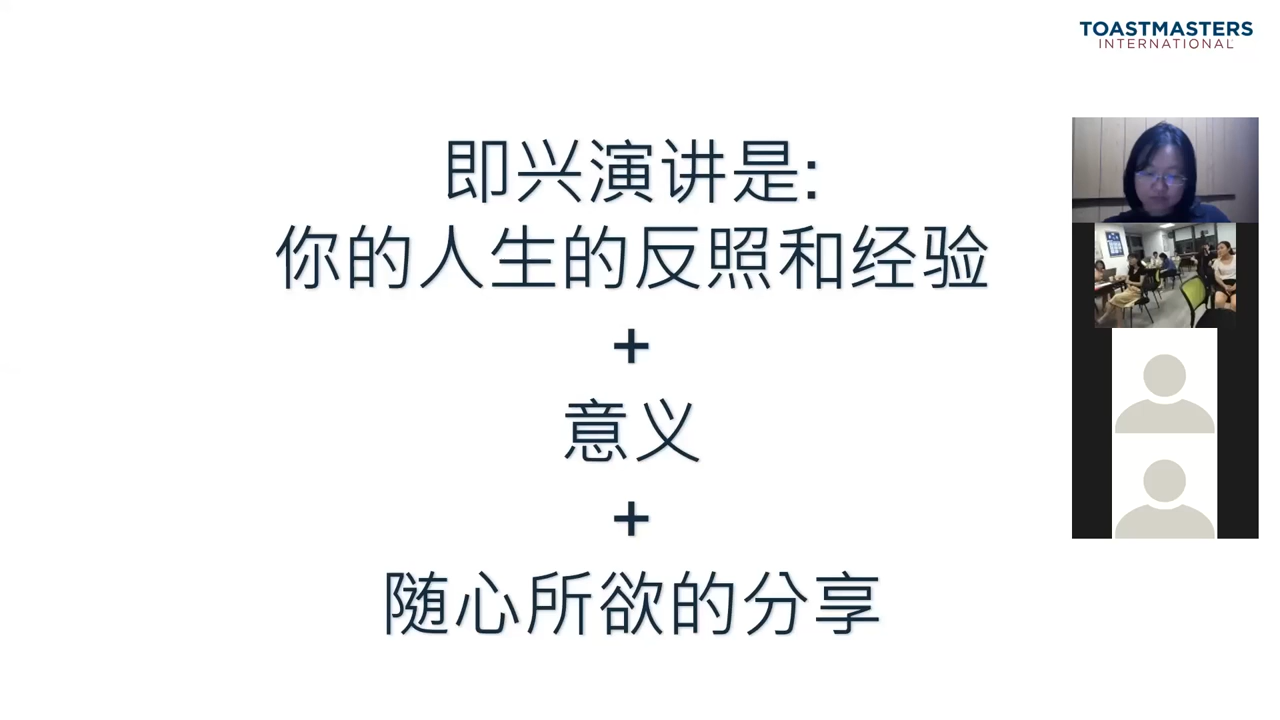 TOASTMASTERS
INTERNATIONAL
即兴演讲是:
你的人生的反照和经验
+
意义
+
随心所欲的分享